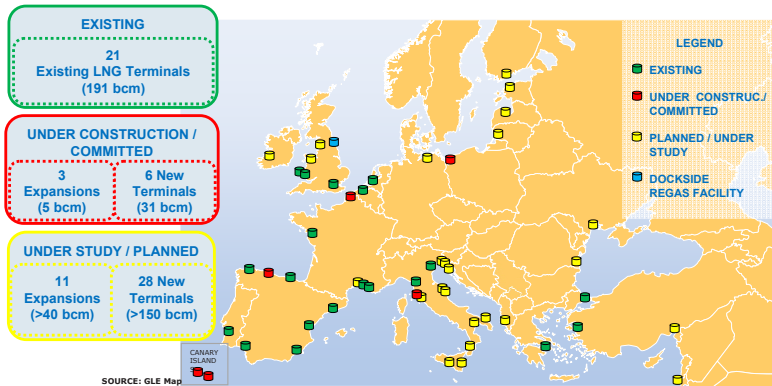 EXISTING
21
Existing LNG Terminals
(191 bcm)
UNDER CONSTRUCTION /
COMMITTED
3
Expansions
(5 bcm)
6 New
Terminals
(31 bcm)
UNDER STUDY / PLANNED
11
Expansions
(>40 bcm)
28 New
Terminals
(>150 bcm)
LEGEND
EXISTING
UNDER CONSTRUC./
COMMITTED
PLANNED / UNDER
STUDY
DOCKSIDE
REGAS FACILITY
CANARY
ISLAND
SOURCE: GLE Map